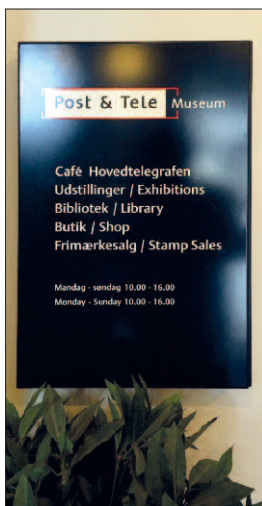 Post & Tele Museum
Café Hovedtelegrafen
Udstillinger / Exhibitions
Bibliotek / Library
Butik / Shop
Frimærkesalg / Stamp Sales
Mandag - søndag 10.00 - 16.00
Monday - Sunday 10.00 - 16.00